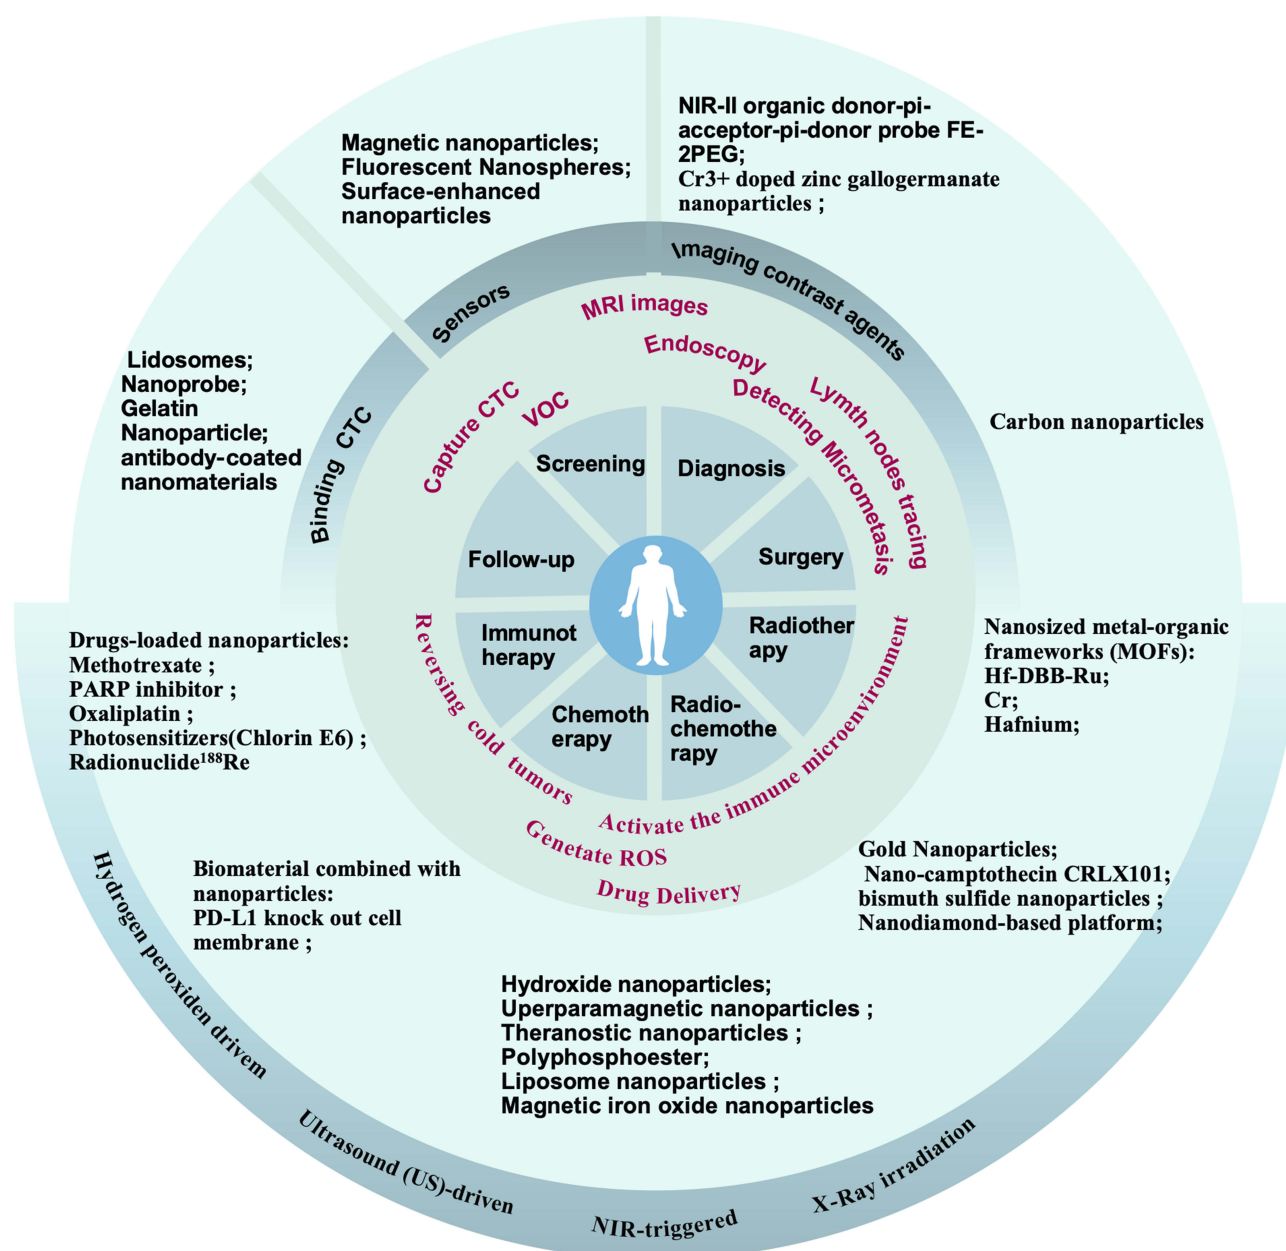 NIR-II organic donor-pi-
acceptor-pi-donor probe FE-
2PEG;
Cr3+ doped zinc gallogermanate
nanoparticles ;
Magnetic nanoparticles;
Fluorescent Nanospheres;
Surface-enhanced
nanoparticles
Lidosomes;
Nanoprobe;
Gelatin
Nanoparticle;
antibody-coated
nanomaterials
Carbon nanoparticles
Binding CTC
Sensors
Imaging contrast agents
MRI images
Endoscopy
Capture CTC
VOC
Detecting Micrometasis
Lymth nodes tracing
Screening
Diagnosis
Follow-up
Surgery
Immunot
herapy
Radiother
apy
Chemoth
erapy
Radio-
chemothe
rapy
Reversing cold tumors
Activate the immune microenvironment
Genetate ROS
Drug Delivery
Drugs-loaded nanoparticles:
Methotrexate ;
PARP inhibitor ;
Oxaliplatin ;
Photosensitizers(Chlorin E6) ;
Radionuclide¹⁸⁸Re
Nanosized metal-organic
frameworks (MOFs):
Hf-DBB-Ru;
Cr;
Hafnium;
Biomaterial combined with
nanoparticles:
PD-L1 knock out cell
membrane ;
Gold Nanoparticles;
Nano-camptothecin CRLX101;
bismuth sulfide nanoparticles ;
Nanodiamond-based platform;
Hydroxide nanoparticles;
Uperparamagnetic nanoparticles ;
Theranostic nanoparticles ;
Polyphosphoester;
Liposome nanoparticles ;
Magnetic iron oxide nanoparticles
Hydrogen peroxiden drivem
Ultrasound (US)-driven
NIR-triggered
X-Ray irradiation